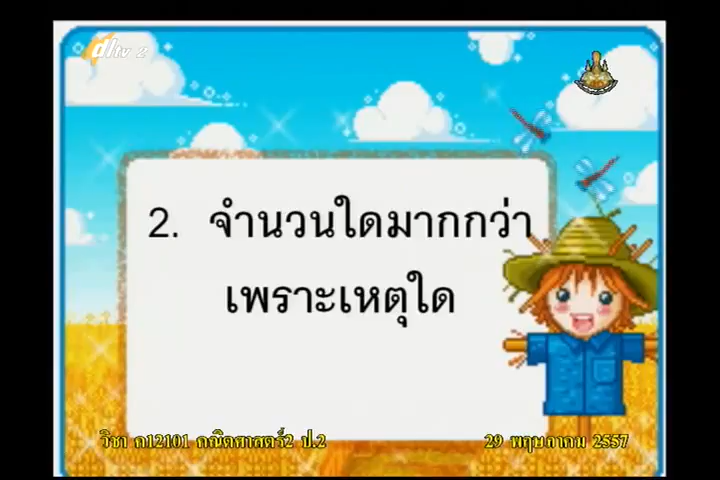 dltv 2
2. จำนวนใดมากกว่า
เพราะเหตุใด
วิชา ค12101 คณิตศาสตร์2 ป.2
29 พฤษภาคม 2557